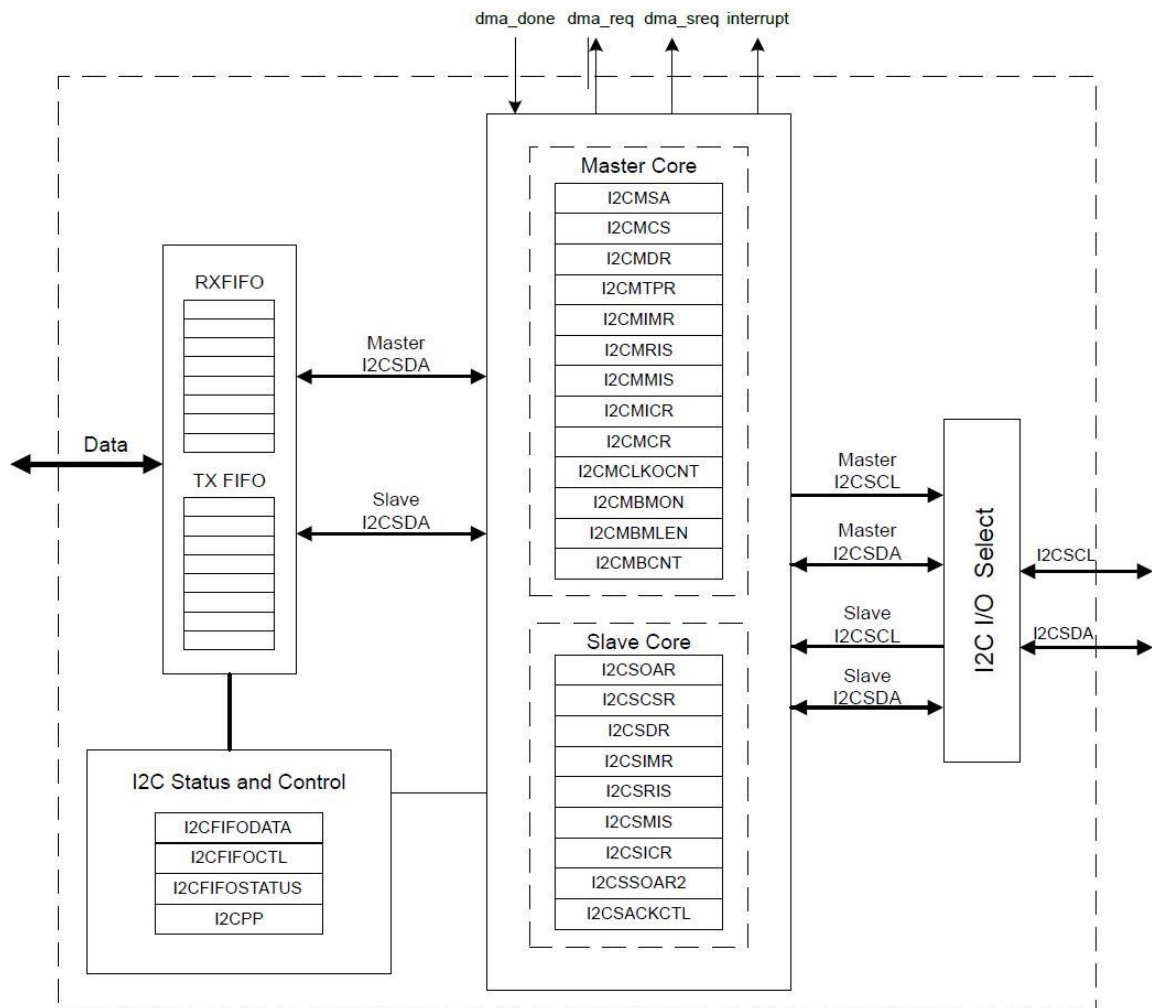 dma_done dma_req dma_sreq interrupt
Master Core
I2CMSA
I2CMCS
I2CMDR
I2CMTPR
I2CMIMR
I2CMRIS
I2CMMIS
I2CMICR
I2CMCR
I2CMCLKOCNT
I2CMBMON
I2CMBMLEN
I2CMBCNT
Slave Core
I2CSOAR
I2CSCSR
I2CSDR
I2CSIMR
I2CSRIS
I2CSMIS
I2CSICR
I2CSSOAR2
I2CSACKCTL
RXFIFO
TX FIFO
Data
Master
I2CSDA
Slave
I2CSDA
I2C Status and Control
I2CFIFODATA
I2CFIFOCTL
I2CFIFOSTATUS
I2CPP
Master
I2CSCL
Master
I2CSDA
Slave
I2CSCL
Slave
I2CSDA
I2C I/O Select
I2CSCL
I2CSDA